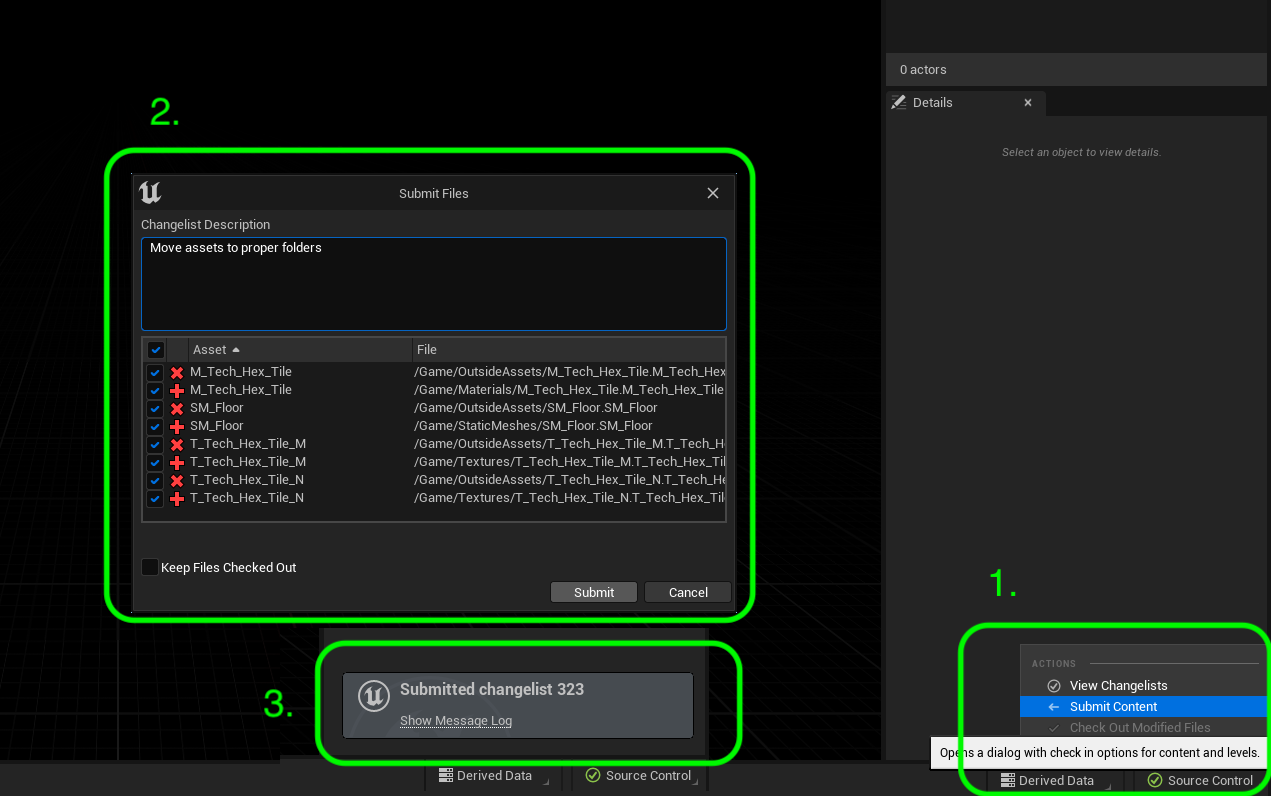 0 actors
Details
Select an object to view details.
2.
Submit Files
Changelist Description
Move assets to proper folders
Asset File
M_Tech_Hex_Tile /Game/OutsideAssets/M_Tech_Hex_Tile.M_Tech_Hex
M_Tech_Hex_Tile /Game/Materials/M_Tech_Hex_Tile.M_Tech_Hex_Tile
SM_Floor /Game/OutsideAssets/SM_Floor.SM_Floor
SM_Floor /Game/StaticMeshes/SM_Floor.SM_Floor
T_Tech_Hex_Tile_M /Game/OutsideAssets/T_Tech_Hex_Tile_M.T_Tech_H
T_Tech_Hex_Tile_M /Game/Textures/T_Tech_Hex_Tile_M.T_Tech_Hex_Til
T_Tech_Hex_Tile_N /Game/OutsideAssets/T_Tech_Hex_Tile_N.T_Tech_He
T_Tech_Hex_Tile_N /Game/Textures/T_Tech_Hex_Tile_N.T_Tech_Hex_Til
Keep Files Checked Out
Submit Cancel
1.
ACTIONS
View Changelists
Submit Content
Check Out Modified Files
Opens a dialog with check in options for content and levels.
Derived Data Source Control
3.
Submitted changelist 323
Show Message Log
Derived Data Source Control